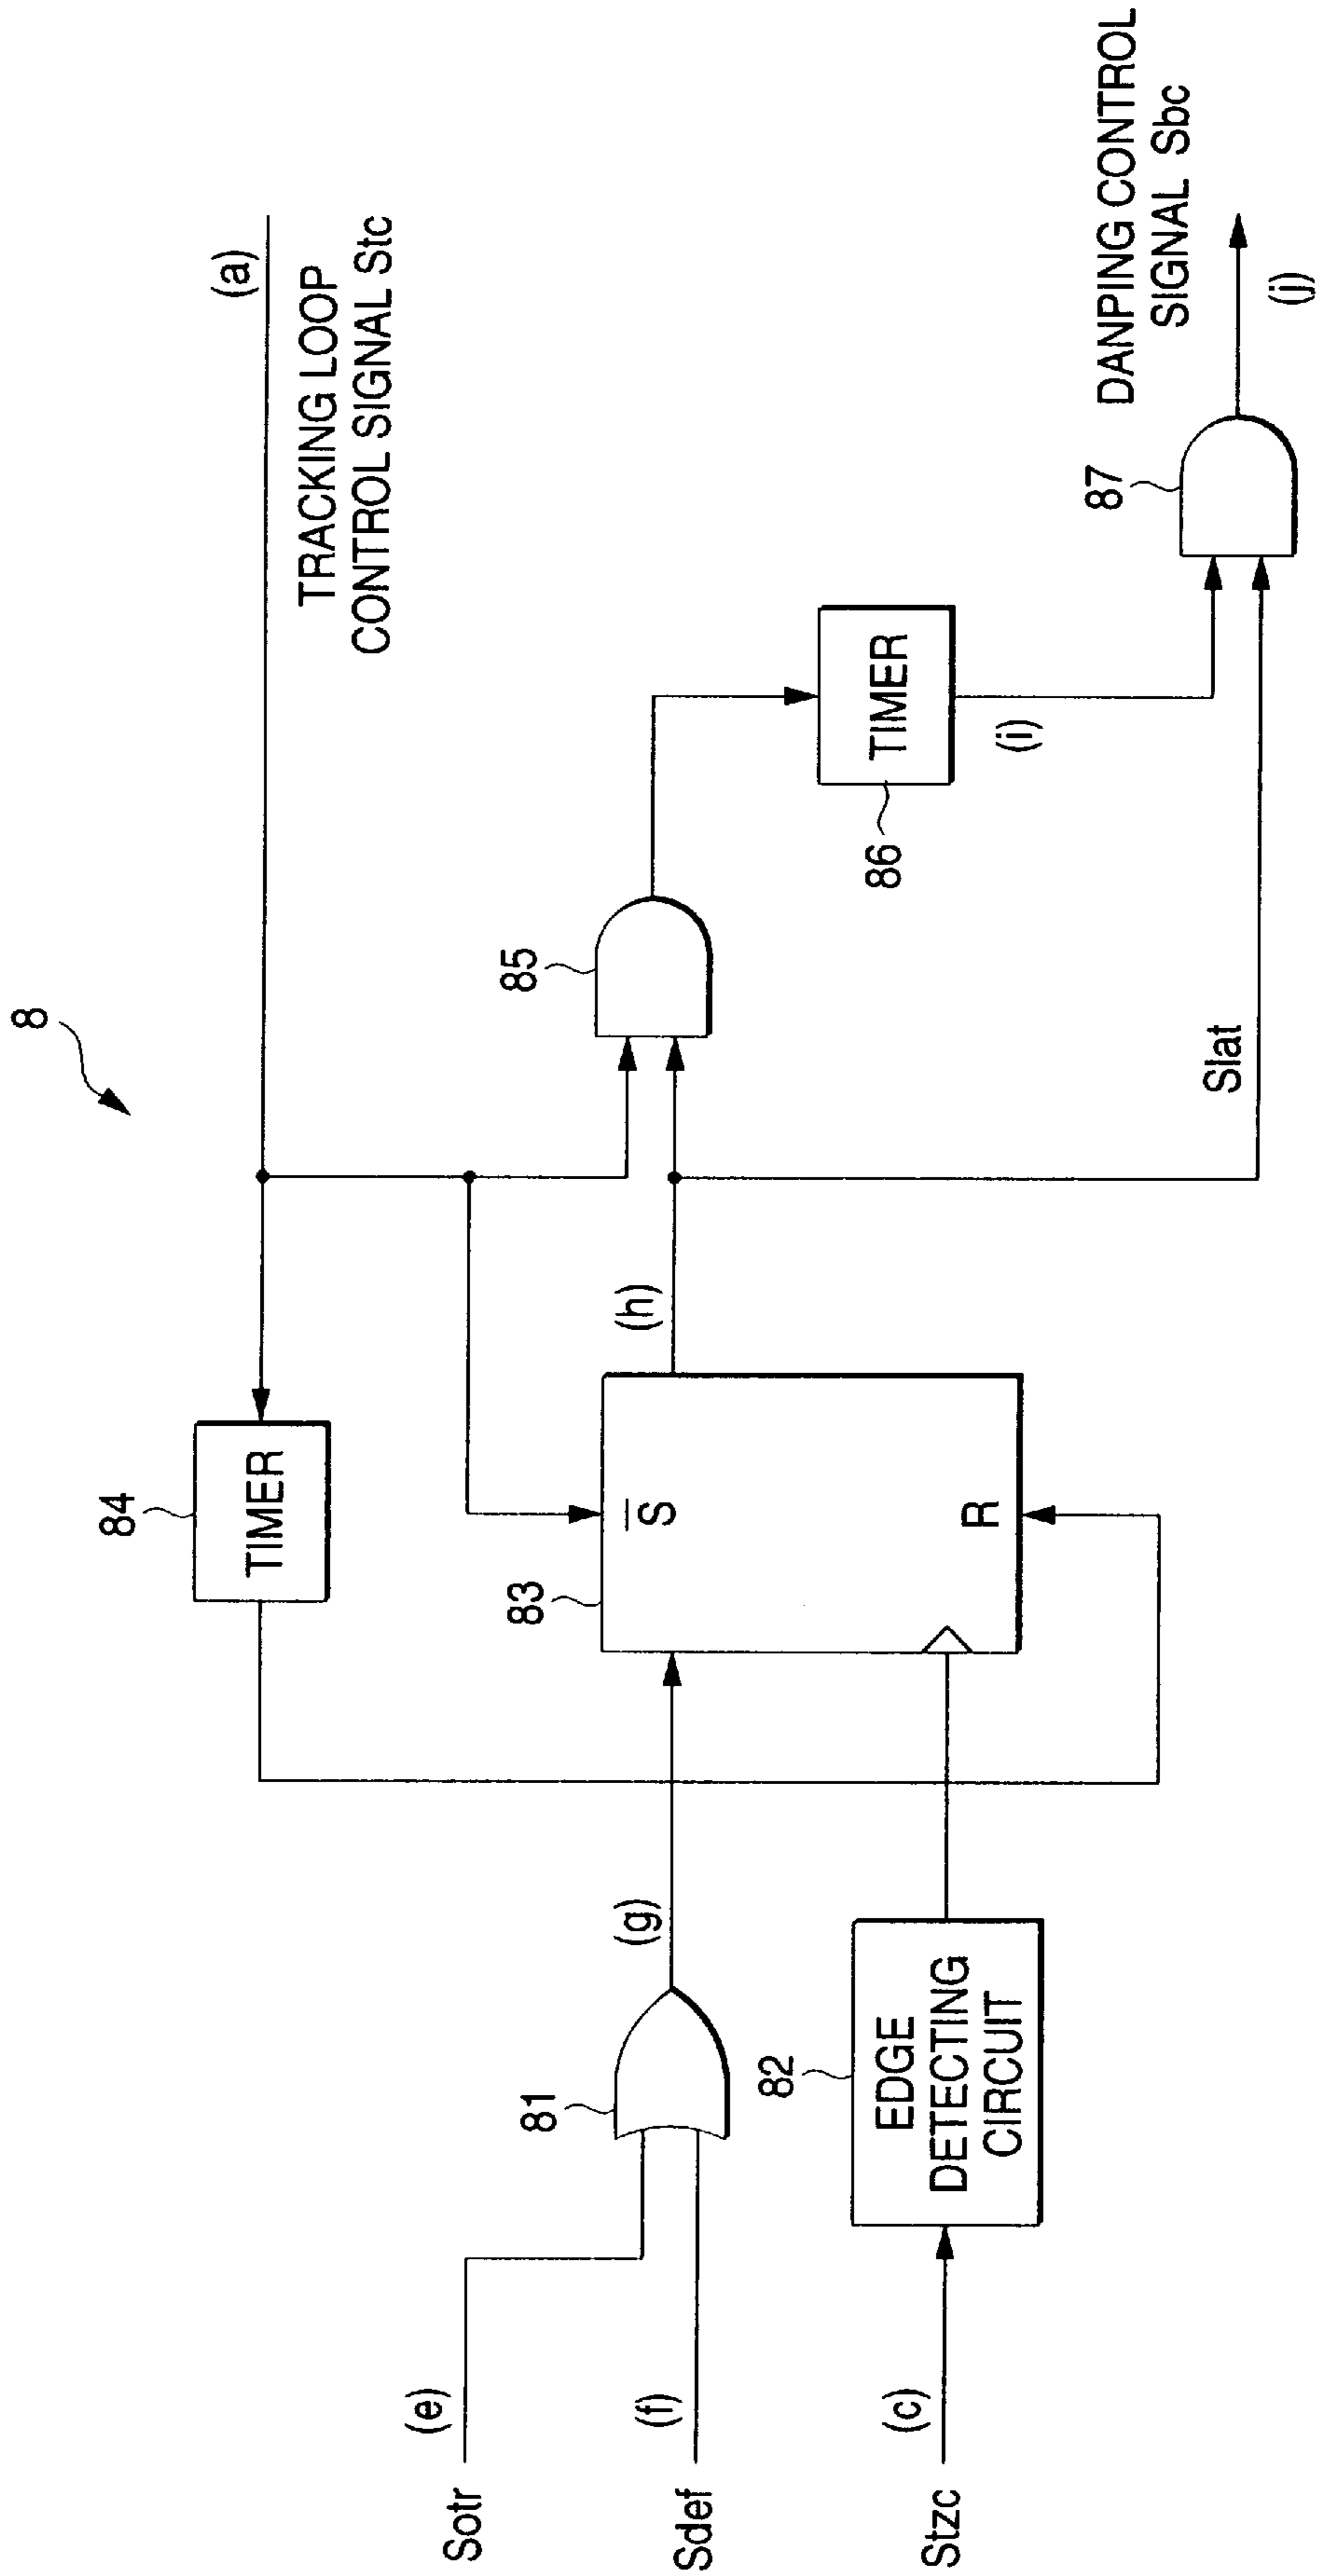 8
(a)
TRACKING LOOP
CONTROL SIGNAL Stc
84
TIMER
(e)
Sotr
(f)
Sdef
81
(g)
83
S
R
(h)
85
86
TIMER
(i)
87
DANPING CONTROL
SIGNAL Sbc
(j)
(c)
Stzc
82
EDGE
DETECTING
CIRCUIT
Slat